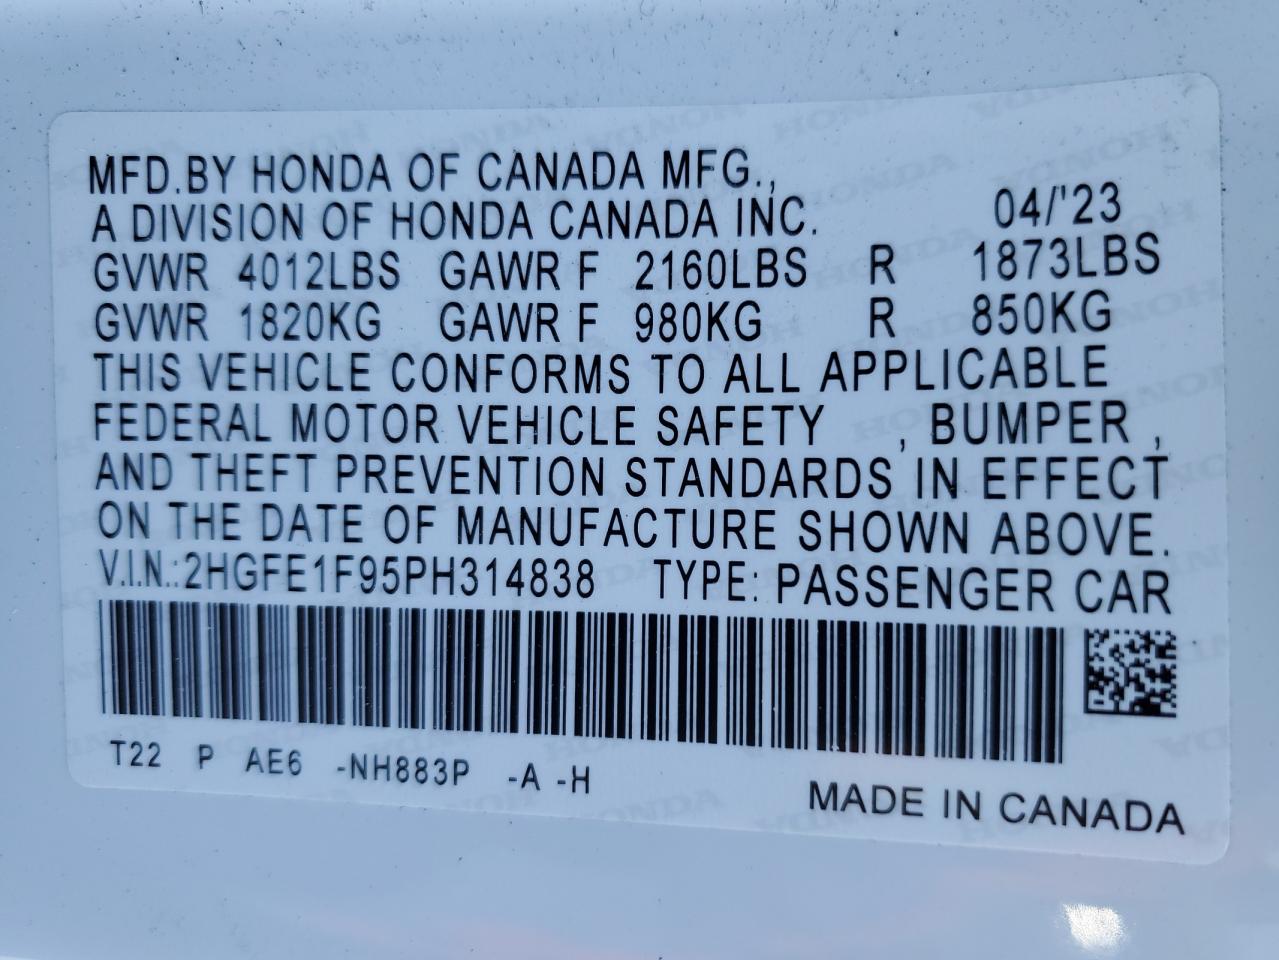 MFD.BY HONDA OF CANADA MFG.,
A DIVISION OF HONDA CANADA INC. 04/'23
GVWR 4012LBS GAWR F 2160LBS R 1873LBS
GVWR 1820KG GAWR F 980KG R 850KG
THIS VEHICLE CONFORMS TO ALL APPLICABLE
FEDERAL MOTOR VEHICLE SAFETY , BUMPER ,
AND THEFT PREVENTION STANDARDS IN EFFECT
ON THE DATE OF MANUFACTURE SHOWN ABOVE.
V.I.N.:2HGFE1F95PH314838 TYPE: PASSENGER CAR
T22 P AE6 -NH883P -A -H
MADE IN CANADA